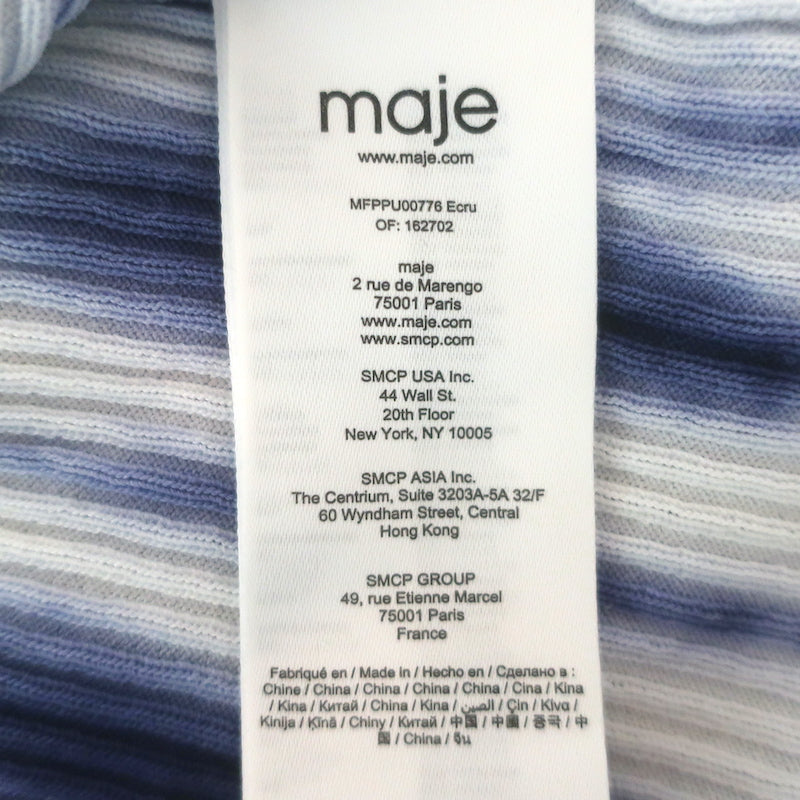 maje
www.maje.com
MFPPU00776 Ecru
OF: 162702
maje
2 rue de Marengo
75001 Paris
www.maje.com
www.smcp.com
SMCP USA Inc.
44 Wall St.
20th Floor
New York, NY 10005
SMCP ASIA Inc.
The Centrium, Suite 3203A-5A 32/F
60 Wyndham Street, Central
Hong Kong
SMCP GROUP
49, rue Etienne Marcel
75001 Paris
France
Fabriqué en / Made in / Hecho en / Сделано в :
Chine / China / China / China / China / Cina / Kina
/ Kina / Китай / China / Kina / الصين / Çin / Κίνα /
Kinija / Ķīnā / Chiny / Китай / 中国 / 中國 / 중국 / 中
国 / China / จีน